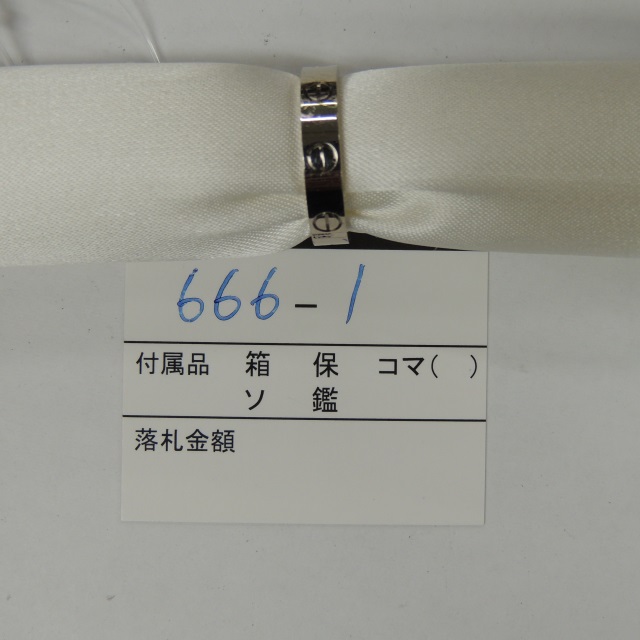 666-1
付属品 箱 保 コマ( )
ソ 鑑
落札金額